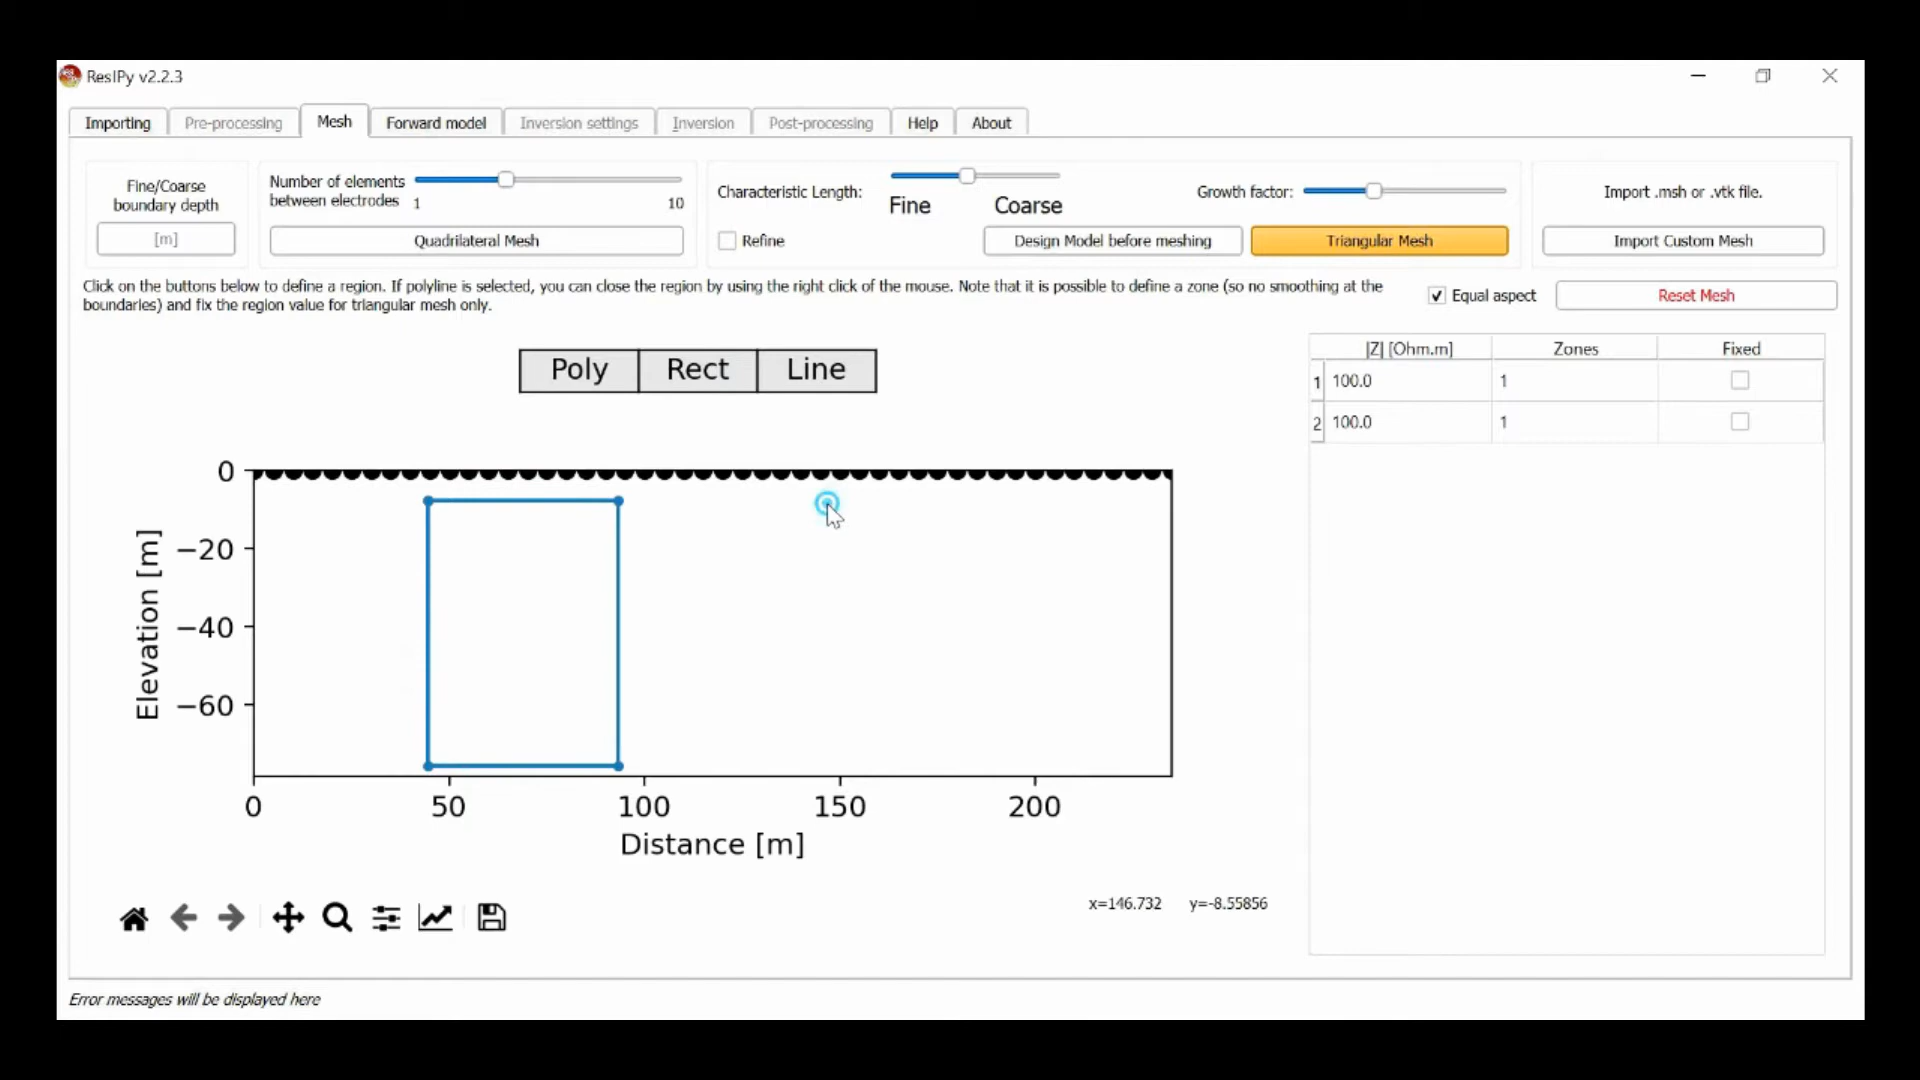 ResIPy v2.2.3
Importing Pre-processing Mesh Forward model Inversion settings Inversion Post-processing Help About
Fine/Coarse
boundary depth
[m]
Number of elements
between electrodes 1 10
Quadrilateral Mesh
Characteristic Length:
Fine Coarse
Growth factor:
Refine
Design Model before meshing
Triangular Mesh
Import .msh or .vtk file.
Import Custom Mesh
Click on the buttons below to define a region. If polyline is selected, you can close the region by using the right click of the mouse. Note that it is possible to define a zone (so no smoothing at the
boundaries) and fix the region value for triangular mesh only.
Equal aspect
Reset Mesh
Poly Rect Line
|Z| [Ohm.m] Zones Fixed
1 100.0 1
2 100.0 1
0
−20
−40
−60
Elevation [m]
0 50 100 150 200
Distance [m]
x=146.732 y=-8.55856
Error messages will be displayed here